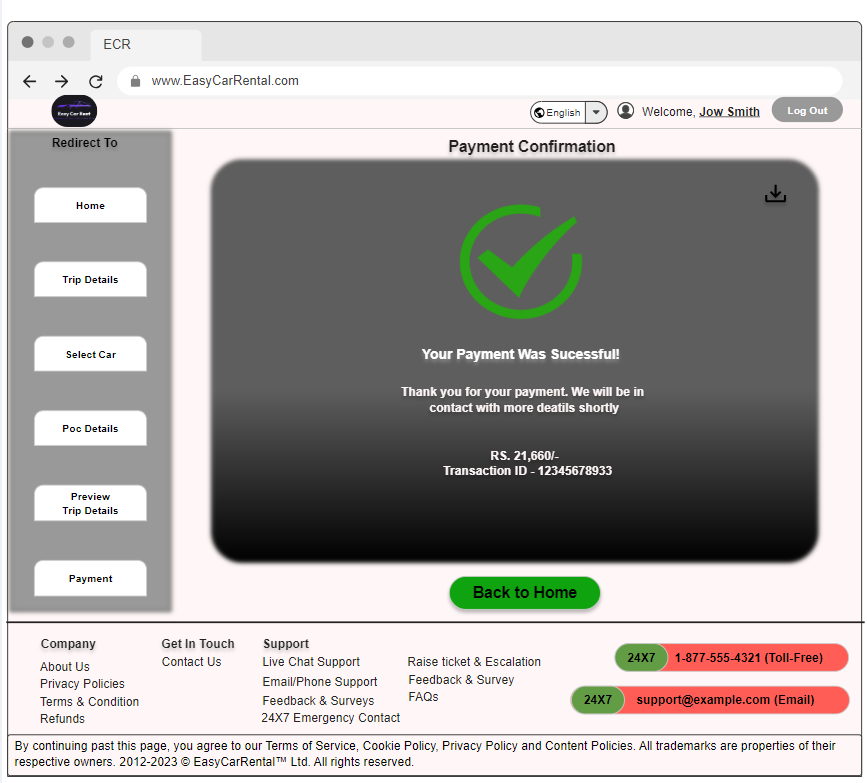 ECR
www.EasyCarRental.com
Easy Car Rent
English
Welcome, Jow Smith
Log Out
Redirect To
Home
Trip Details
Select Car
Poc Details
Preview
Trip Details
Payment
Payment Confirmation
Your Payment Was Sucessful!
Thank you for your payment. We will be in
contact with more deatils shortly
RS. 21,660/-
Transaction ID - 12345678933
Back to Home
Company
About Us
Privacy Policies
Terms & Condition
Refunds
Get In Touch
Contact Us
Support
Live Chat Support
Email/Phone Support
Feedback & Surveys
24X7 Emergency Contact
Raise ticket & Escalation
Feedback & Survey
FAQs
24X7 1-877-555-4321 (Toll-Free)
24X7 support@example.com (Email)
By continuing past this page, you agree to our Terms of Service, Cookie Policy, Privacy Policy and Content Policies. All trademarks are properties of their
respective owners. 2012-2023 © EasyCarRental™ Ltd. All rights reserved.